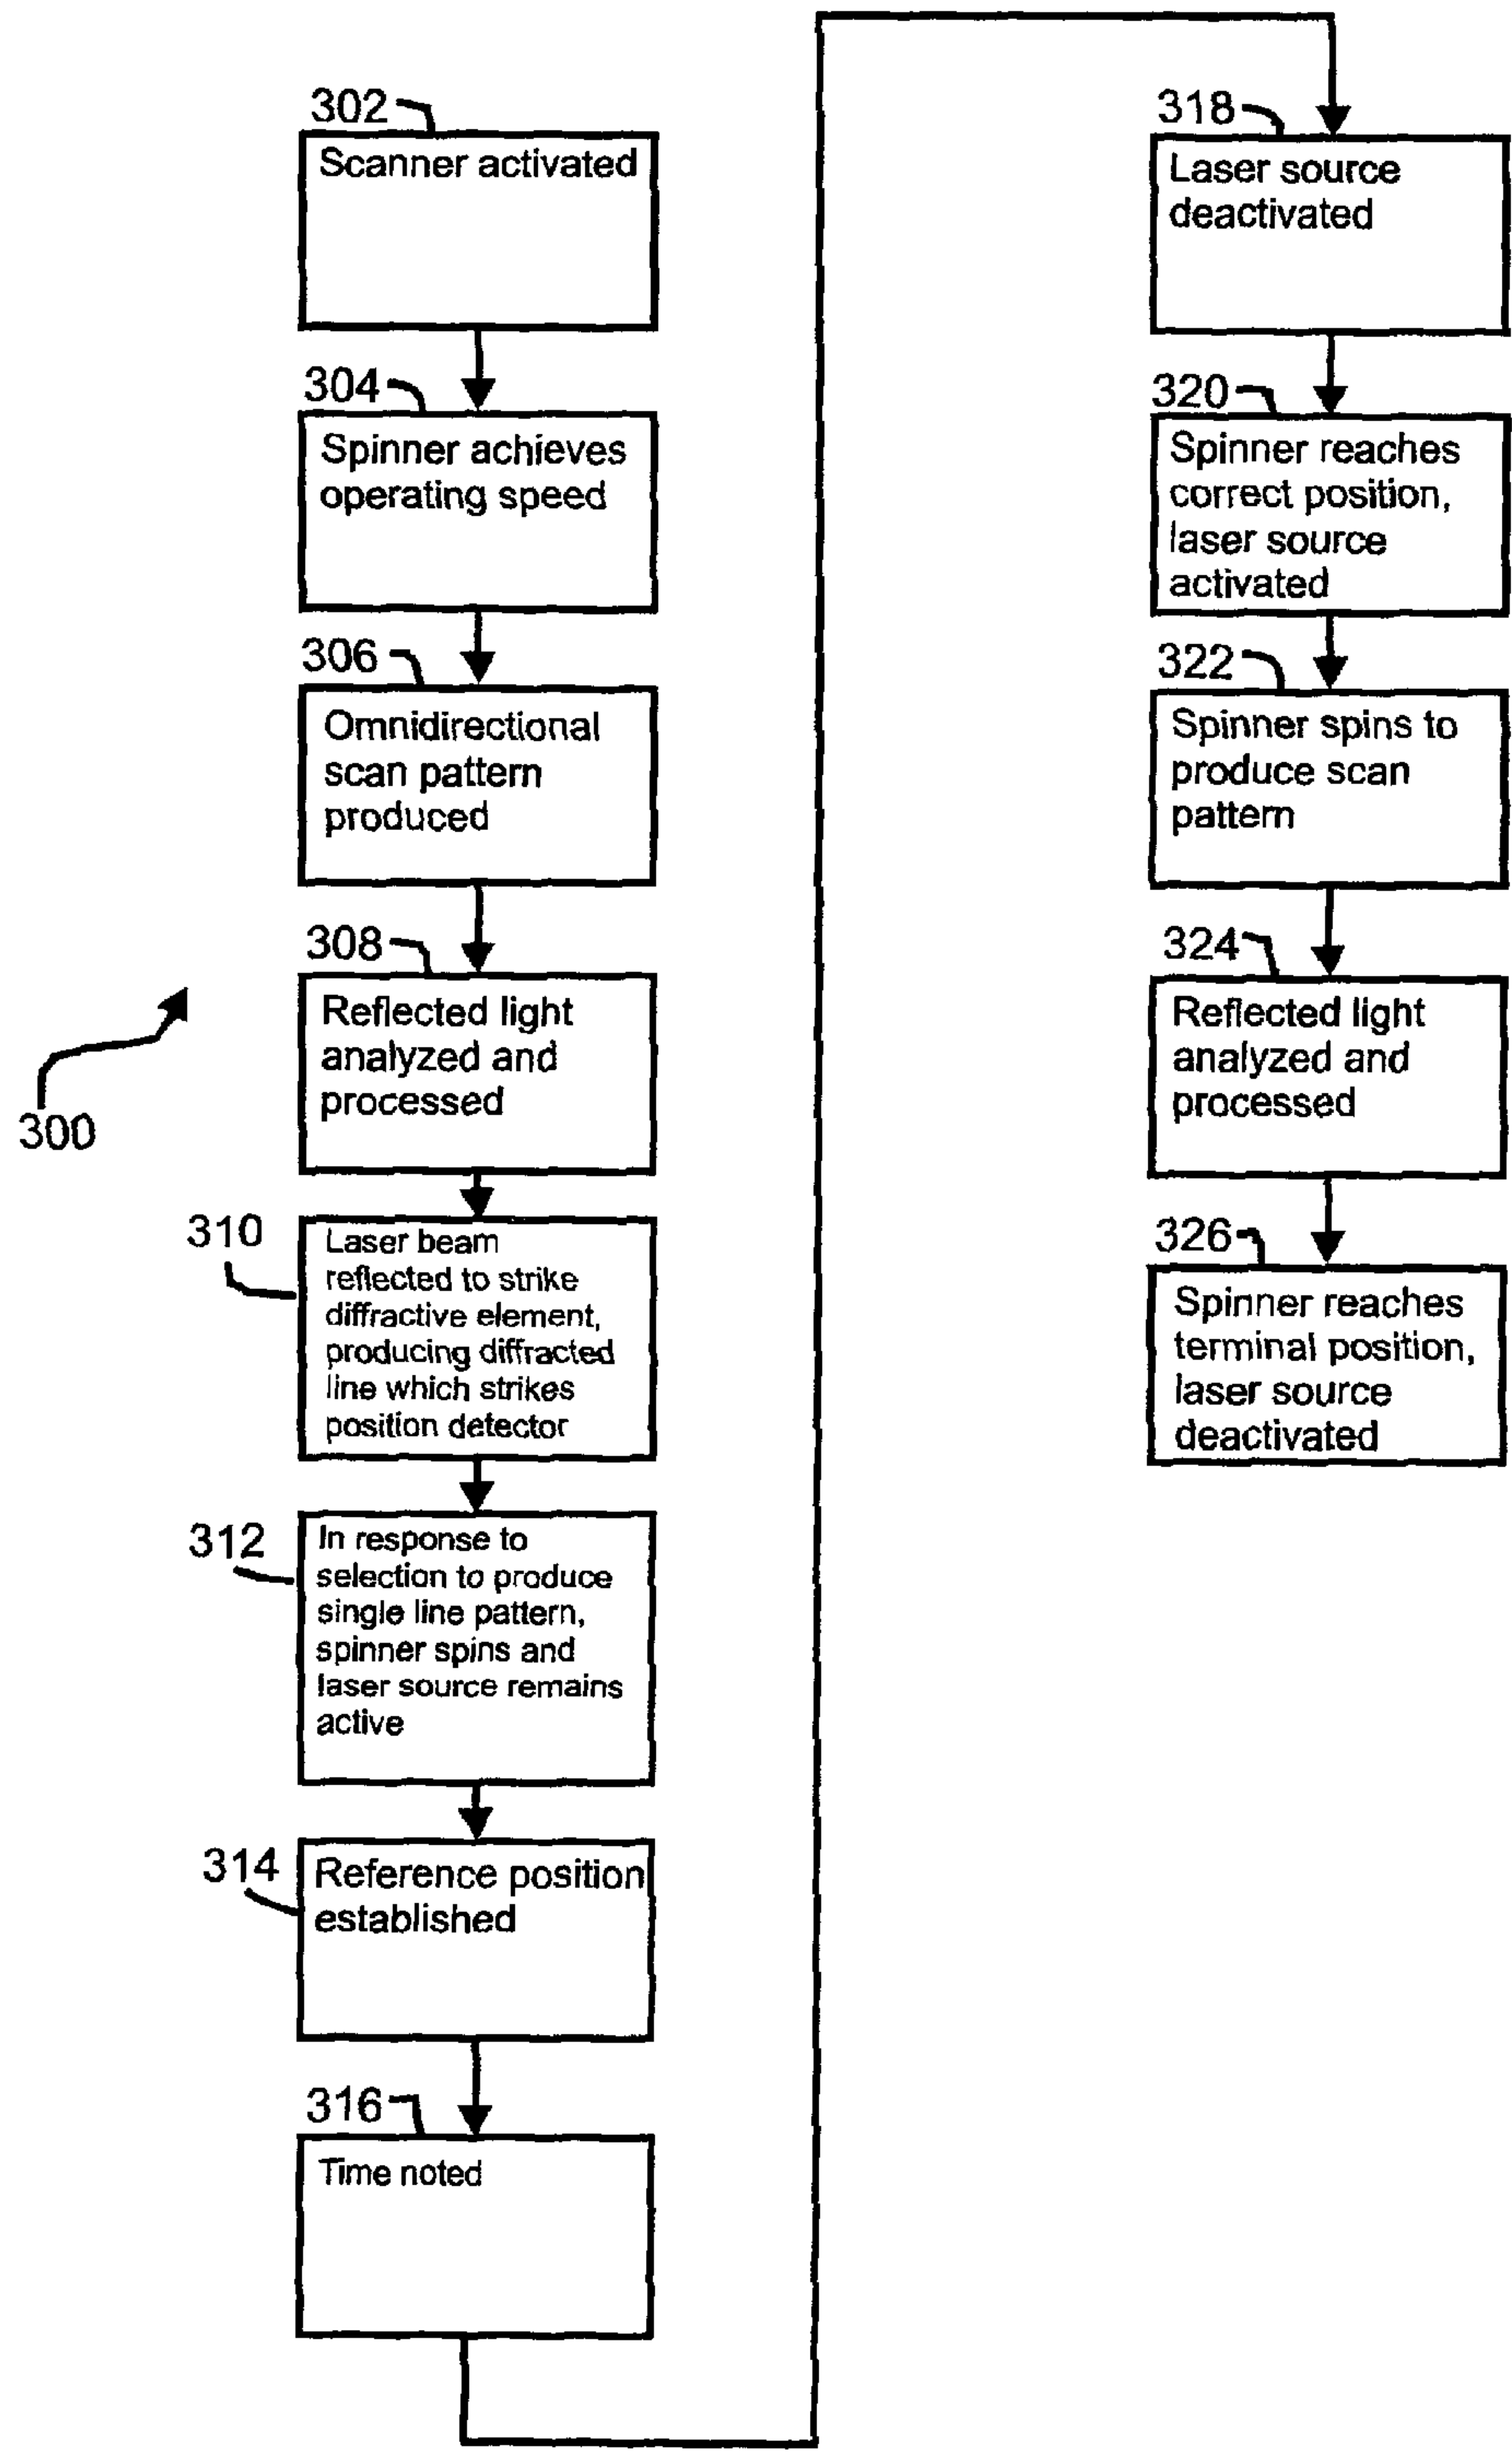 302
Scanner activated
304
Spinner achieves
operating speed
306
Omnidirectional
scan pattern
produced
308
Reflected light
analyzed and
processed
300
310
Laser beam
reflected to strike
diffractive element,
producing diffracted
line which strikes
position detector
312
In response to
selection to produce
single line pattern,
spinner spins and
laser source remains
active
314
Reference position
established
316
Time noted
318
Laser source
deactivated
320
Spinner reaches
correct position,
laser source
activated
322
Spinner spins to
produce scan
pattern
324
Reflected light
analyzed and
processed
326
Spinner reaches
terminal position,
laser source
deactivated